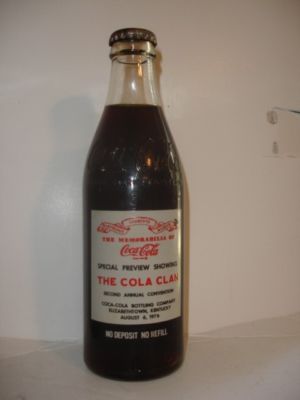 THE MEMORABILIA OF
Coca-Cola
SPECIAL PREVIEW SHOWING
THE COLA CLAN
SECOND ANNUAL CONVENTION
COCA-COLA BOTTLING COMPANY
ELIZABETHTOWN, KENTUCKY
AUGUST 6, 1976
NO DEPOSIT NO REFILL